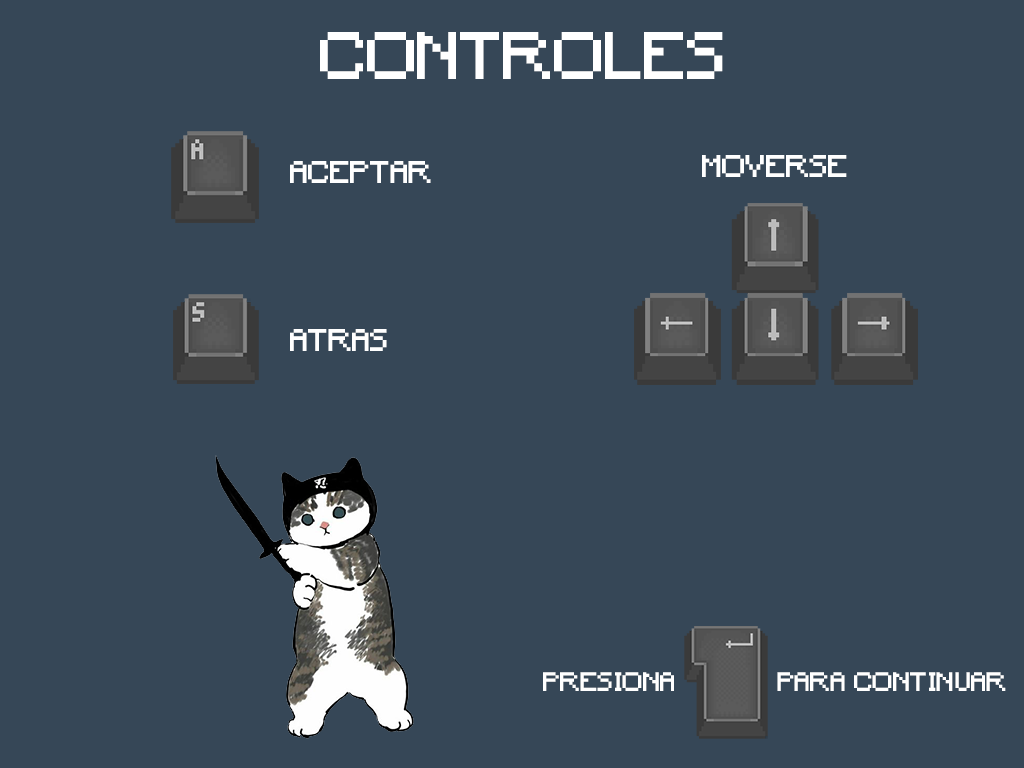 CONTROLES
A
ACEPTAR
S
ATRAS
MOVERSE
↑
← ↓ →
PRESIONA ↵ PARA CONTINUAR